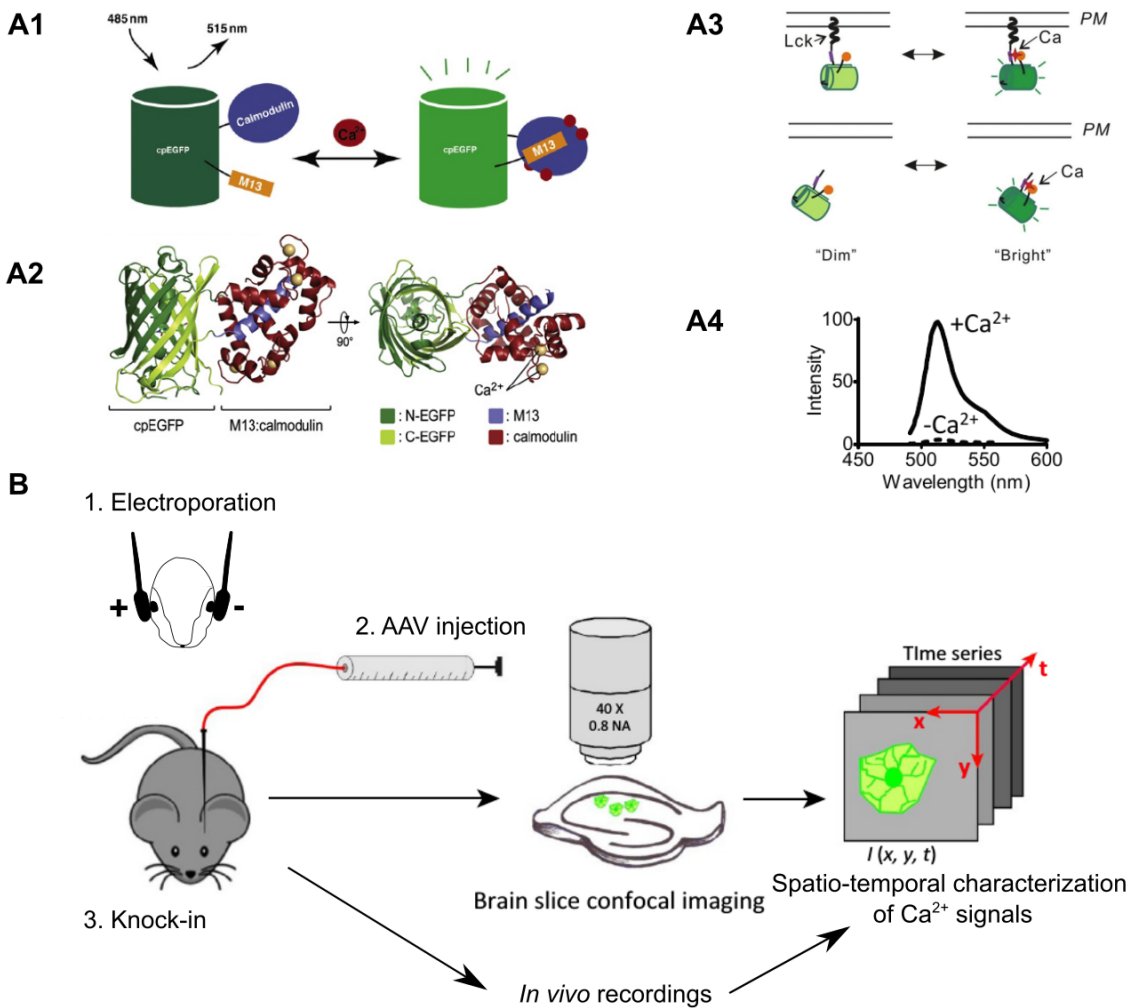 A1
485 nm
515 nm
Calmodulin
cpEGFP
M13
Ca²⁺
cpEGFP
M13
A2
90°
Ca²⁺
cpEGFP
M13:calmodulin
: N-EGFP
: M13
: C-EGFP
: calmodulin
A3
PM
Lck
Ca
PM
Ca
“Dim”
“Bright”
A4
Intensity
100
50
0
+Ca²⁺
-Ca²⁺
450
500
550
600
Wavelength (nm)
B
1. Electroporation
+
-
2. AAV injection
3. Knock-in
40 X
0.8 NA
Brain slice confocal imaging
TIme series
t
x
y
I (x, y, t)
Spatio-temporal characterization
of Ca²⁺ signals
In vivo recordings